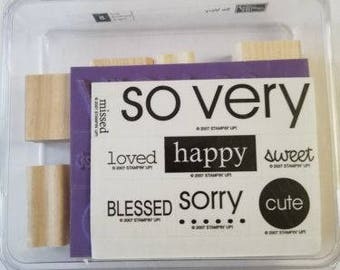 missed
© 2007 STAMPIN' UP!
so very
© 2007 STAMPIN' UP!
loved
© 2007 STAMPIN' UP!
happy
© 2007 STAMPIN' UP!
sweet
© 2007 STAMPIN' UP!
BLESSED
© 2007 STAMPIN' UP!
sorry
© 2007 STAMPIN' UP!
cute
© 2007 STAMPIN' UP!